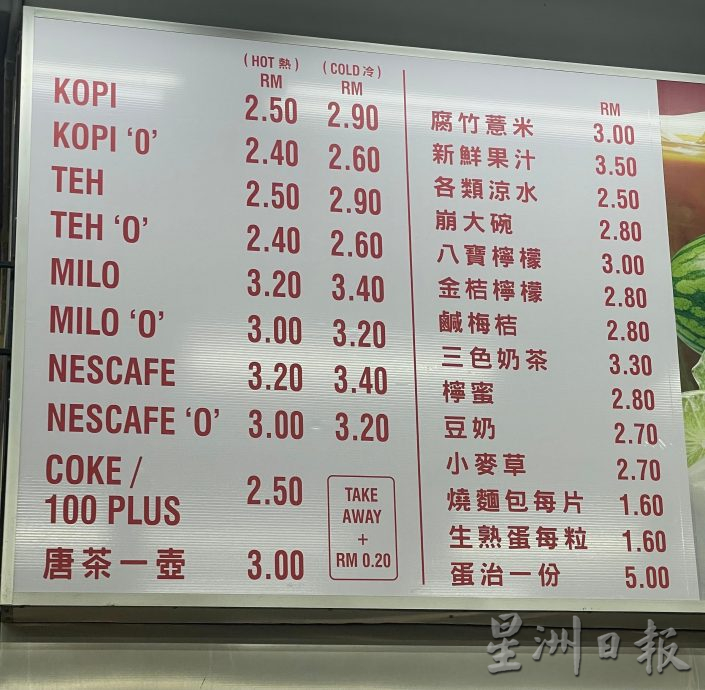 (HOT 熱) (COLD 冷)
RM RM
KOPI 2.50 2.90
KOPI ‘O’ 2.40 2.60
TEH 2.50 2.90
TEH ‘O’ 2.40 2.60
MILO 3.20 3.40
MILO ‘O’ 3.00 3.20
NESCAFE 3.20 3.40
NESCAFE ‘O’ 3.00 3.20
COKE /
100 PLUS 2.50
唐茶一壺 3.00
TAKE
AWAY
+
RM 0.20
RM
腐竹薏米 3.00
新鮮果汁 3.50
各類涼水 2.50
崩大碗 2.80
八寶檸檬 3.00
金桔檸檬 2.80
鹹梅桔 2.80
三色奶茶 3.30
檸蜜 2.80
豆奶 2.70
小麥草 2.70
燒麵包每片 1.60
生熟蛋每粒 1.60
蛋治一份 5.00
星洲日報